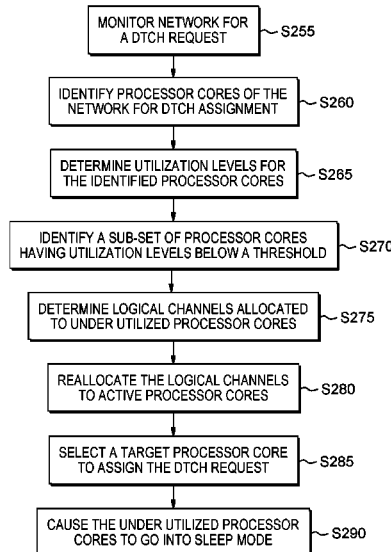 MONITOR NETWORK FOR
A DTCH REQUEST
S255
IDENTIFY PROCESSOR CORES OF THE
NETWORK FOR DTCH ASSIGNMENT
S260
DETERMINE UTILIZATION LEVELS FOR
THE IDENTIFIED PROCESSOR CORES
S265
IDENTIFY A SUB-SET OF PROCESSOR CORES
HAVING UTILIZATION LEVELS BELOW A THRESHOLD
S270
DETERMINE LOGICAL CHANNELS ALLOCATED
TO UNDER UTILIZED PROCESSOR CORES
S275
REALLOCATE THE LOGICAL CHANNELS
TO ACTIVE PROCESSOR CORES
S280
SELECT A TARGET PROCESSOR CORE
TO ASSIGN THE DTCH REQUEST
S285
CAUSE THE UNDER UTILIZED PROCESSOR
CORES TO GO INTO SLEEP MODE
S290